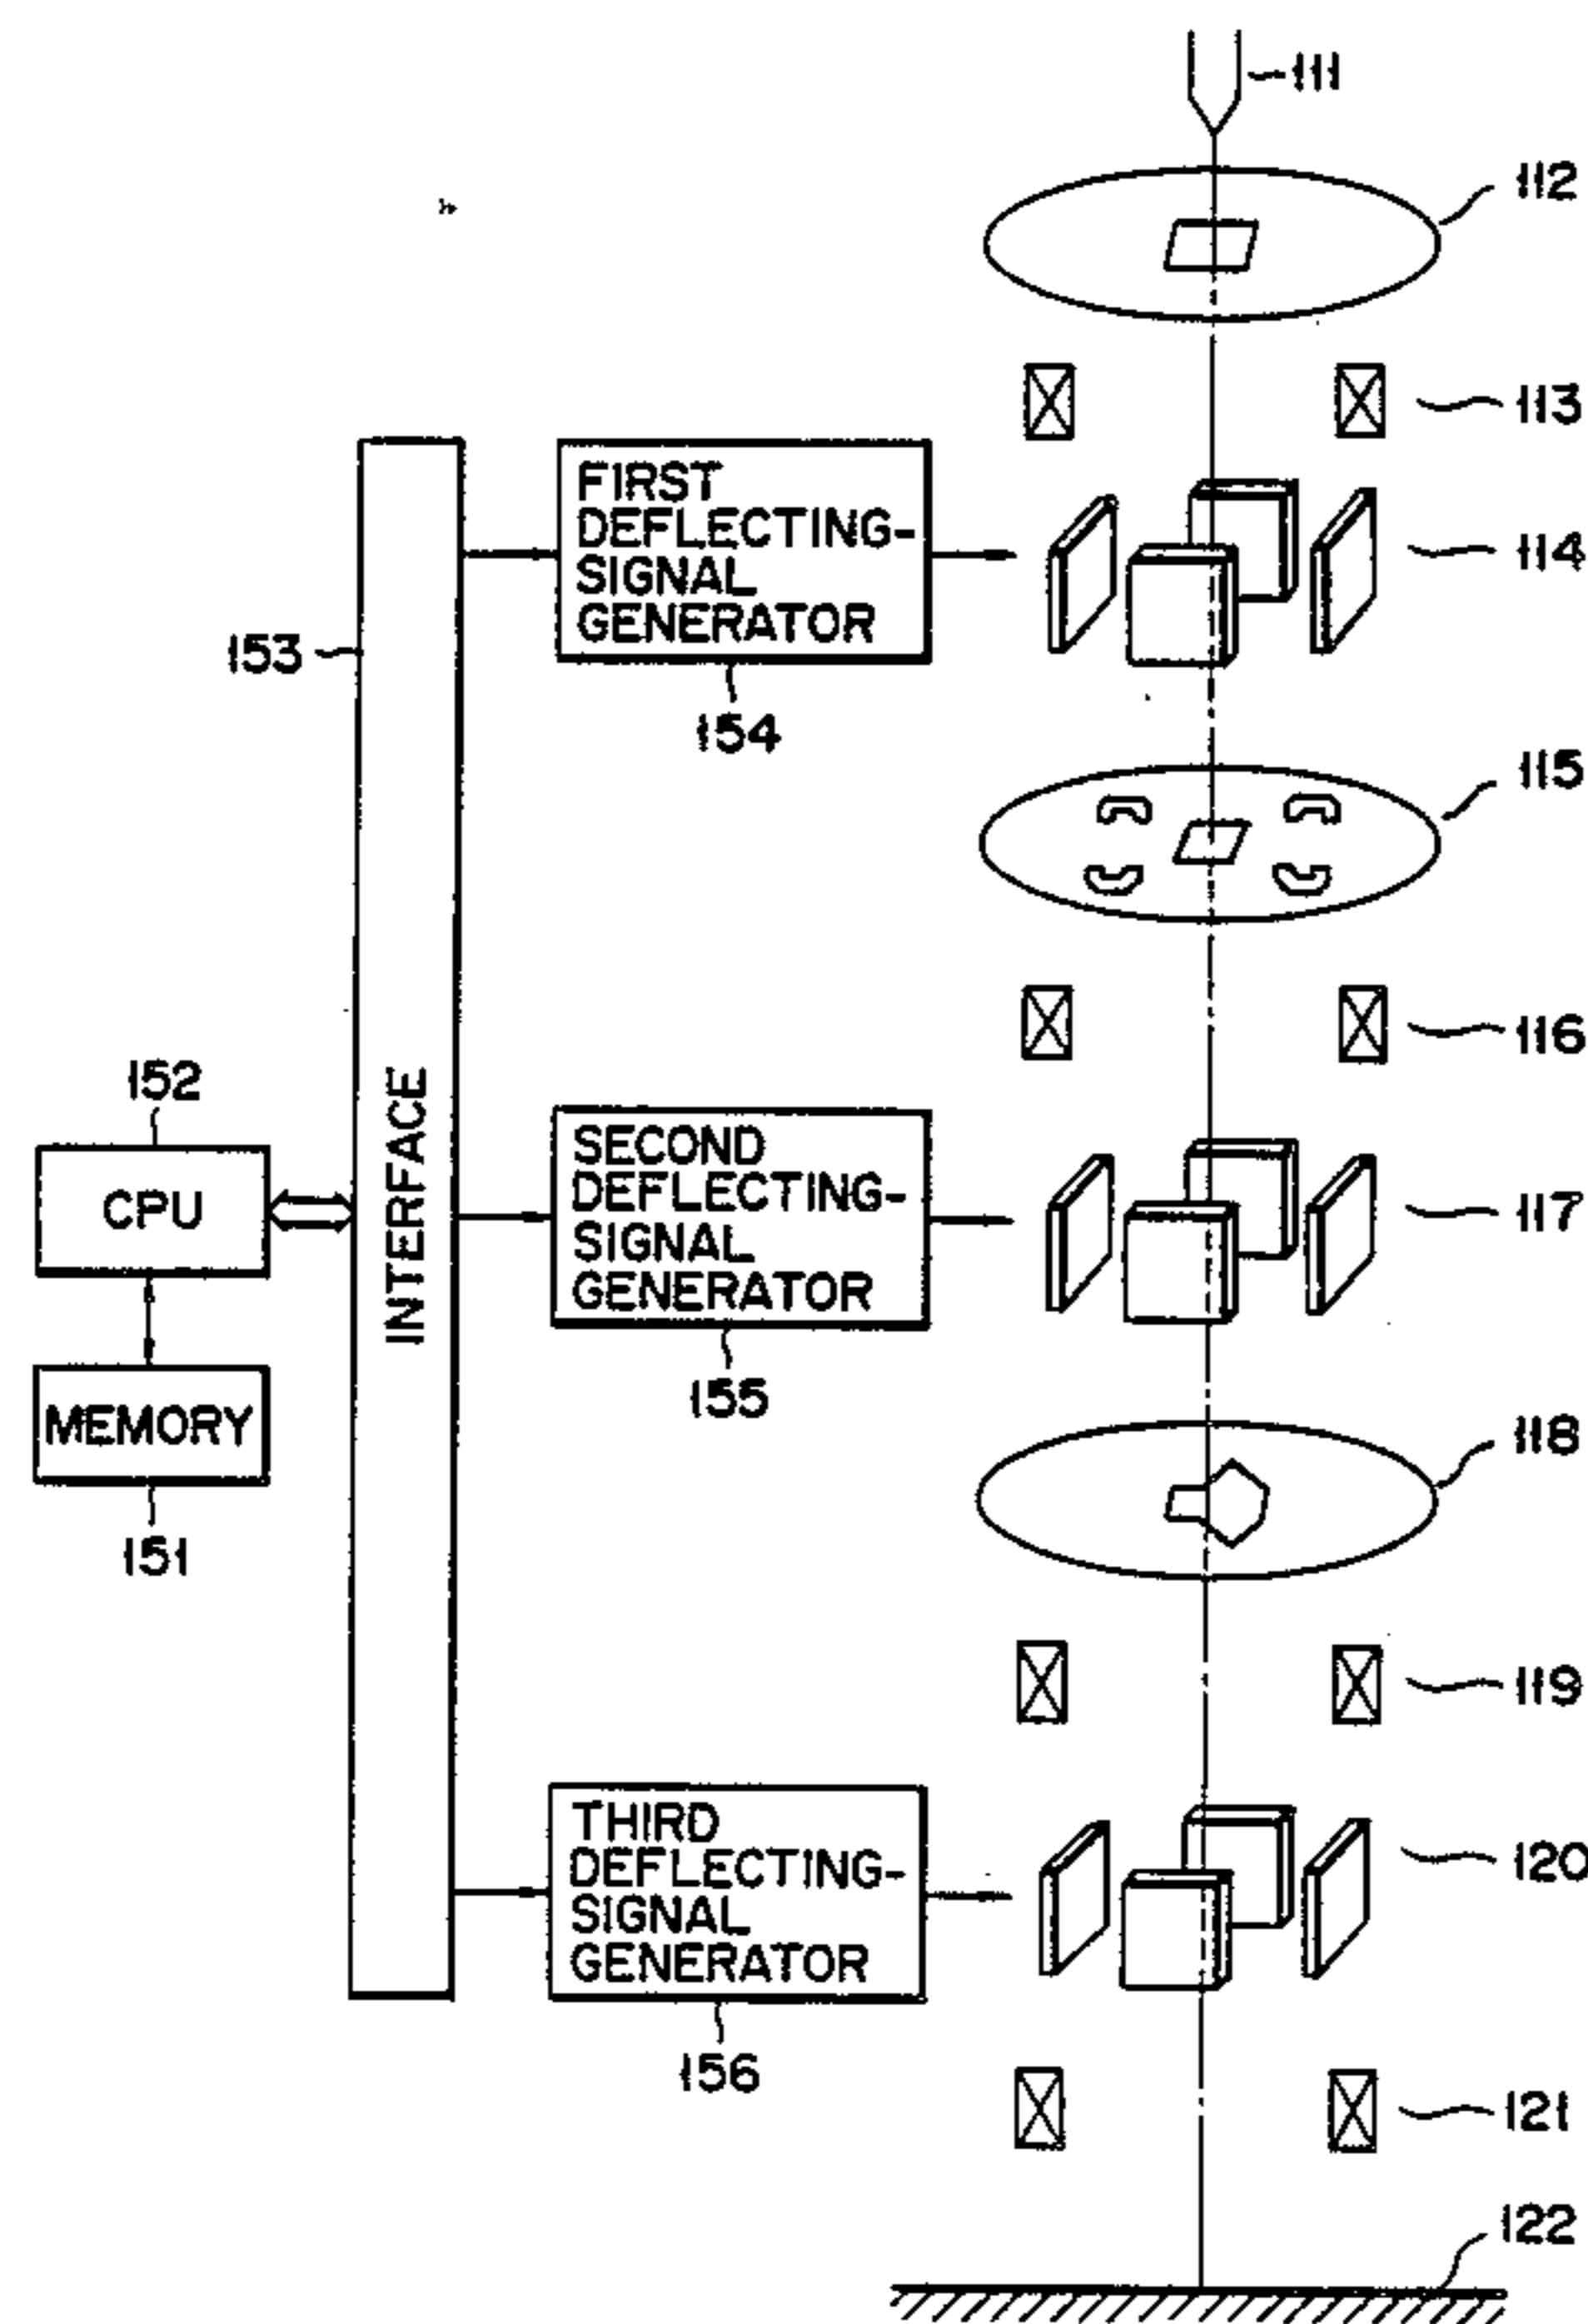 111
112
113
FIRST
DEFLECTING-
SIGNAL
GENERATOR
114
153
154
115
116
152
CPU
INTERFACE
SECOND
DEFLECTING-
SIGNAL
GENERATOR
117
155
MEMORY
151
118
119
THIRD
DEFLECTING-
SIGNAL
GENERATOR
120
156
121
122